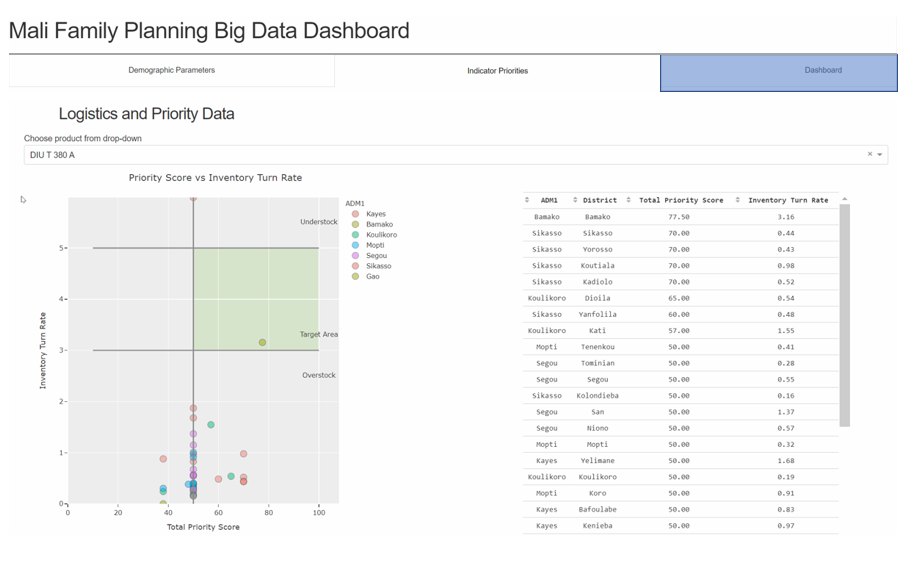 Mali Family Planning Big Data Dashboard
Demographic Parameters
Indicator Priorities
Dashboard
Logistics and Priority Data
Choose product from drop-down
DIU T 380 A
Priority Score vs Inventory Turn Rate
Understock
Target Area
Overstock
5
4
3
2
1
0
0 20 40 60 80 100
Inventory Turn Rate
Total Priority Score
ADM1
Kayes
Bamako
Koulikoro
Mopti
Segou
Sikasso
Gao
ADM1 District Total Priority Score Inventory Turn Rate
Bamako Bamako 77.50 3.16
Sikasso Sikasso 70.00 0.44
Sikasso Yorosso 70.00 0.43
Sikasso Koutiala 70.00 0.98
Sikasso Kadiolo 70.00 0.52
Koulikoro Dioila 65.00 0.54
Sikasso Yanfolila 60.00 0.48
Koulikoro Kati 57.00 1.55
Mopti Tenenkou 50.00 0.41
Segou Tominian 50.00 0.28
Segou Segou 50.00 0.55
Sikasso Kolondieba 50.00 0.16
Segou San 50.00 1.37
Segou Niono 50.00 0.57
Mopti Mopti 50.00 0.32
Kayes Yelimane 50.00 1.68
Koulikoro Koulikoro 50.00 0.19
Mopti Koro 50.00 0.91
Kayes Bafoulabe 50.00 0.83
Kayes Kenieba 50.00 0.97